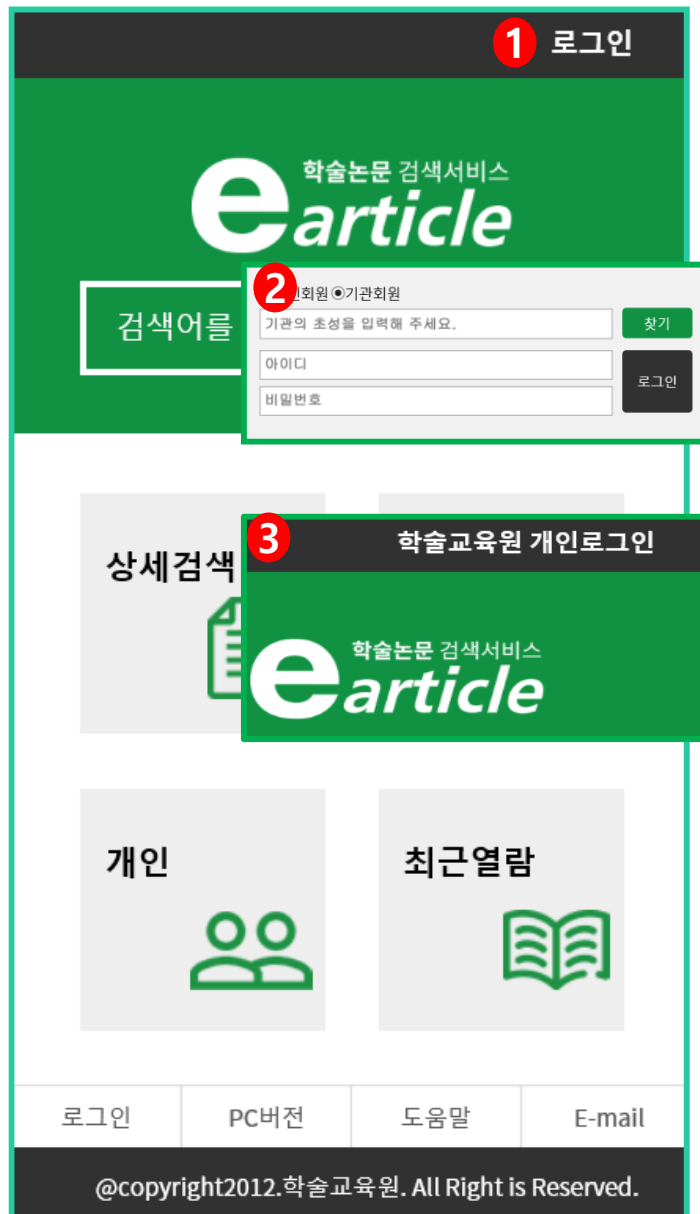 1 로그인
학술논문 검색서비스
earticle
검색어를
2 인회원 기관회원
기관의 초성을 입력해 주세요.
찾기
아이디
로그인
비밀번호
상세검색
3 학술교육원 개인로그인
학술논문 검색서비스
earticle
개인
최근열람
로그인
PC버전
도움말
E-mail
@copyright2012.학술교육원. All Right is Reserved.